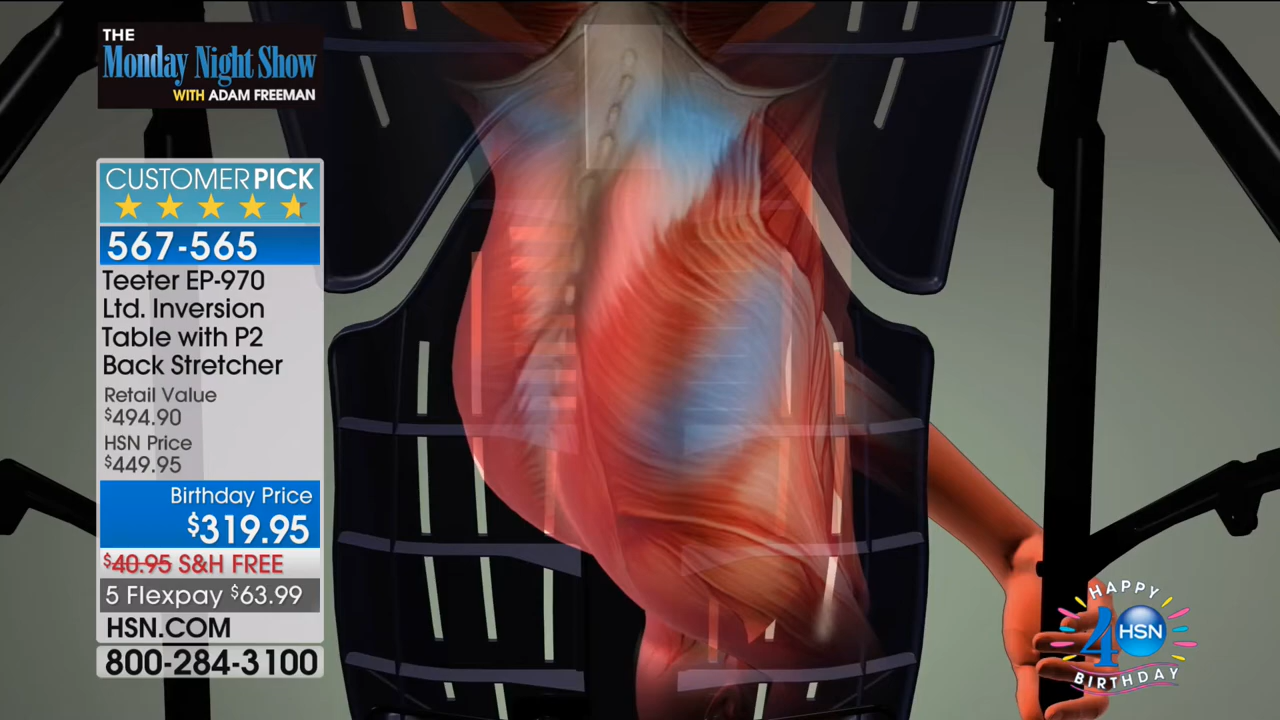 THE
Monday Night Show
WITH ADAM FREEMAN
CUSTOMER PICK
567-565
Teeter EP-970
Ltd. Inversion
Table with P2
Back Stretcher
Retail Value
$494.90
HSN Price
$449.95
Birthday Price
$319.95
$40.95 S&H FREE
5 Flexpay $63.99
HSN.COM
800-284-3100
HAPPY
40 HSN
BIRTHDAY